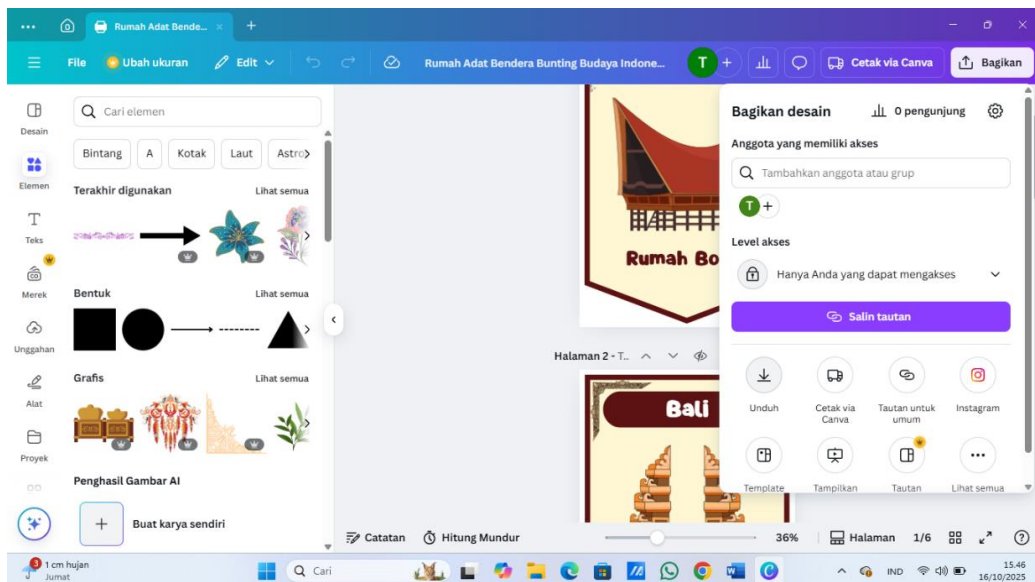 Rumah Adat Bende...
File
Ubah ukuran
Edit
Rumah Adat Bendera Bunting Budaya Indone...
T
Cetak via Canva
Bagikan
Desain
Elemen
Teks
Merek
Unggahan
Alat
Proyek
Cari elemen
Bintang
A
Kotak
Laut
Astro
Terakhir digunakan
Lihat semua
Bentuk
Lihat semua
Grafis
Lihat semua
Penghasil Gambar AI
Buat karya sendiri
Rumah Bo
Halaman 2 - T...
Bali
Bagikan desain
0 pengunjung
Anggota yang memiliki akses
Tambahkan anggota atau grup
T
Level akses
Hanya Anda yang dapat mengakses
Salin tautan
Unduh
Cetak via
Canva
Tautan untuk
umum
Instagram
Template
Tampilkan
Tautan
Lihat semua
Catatan
Hitung Mundur
36%
Halaman
1/6
3
1 cm hujan
Jumat
Cari
IND
15.46
16/10/2025